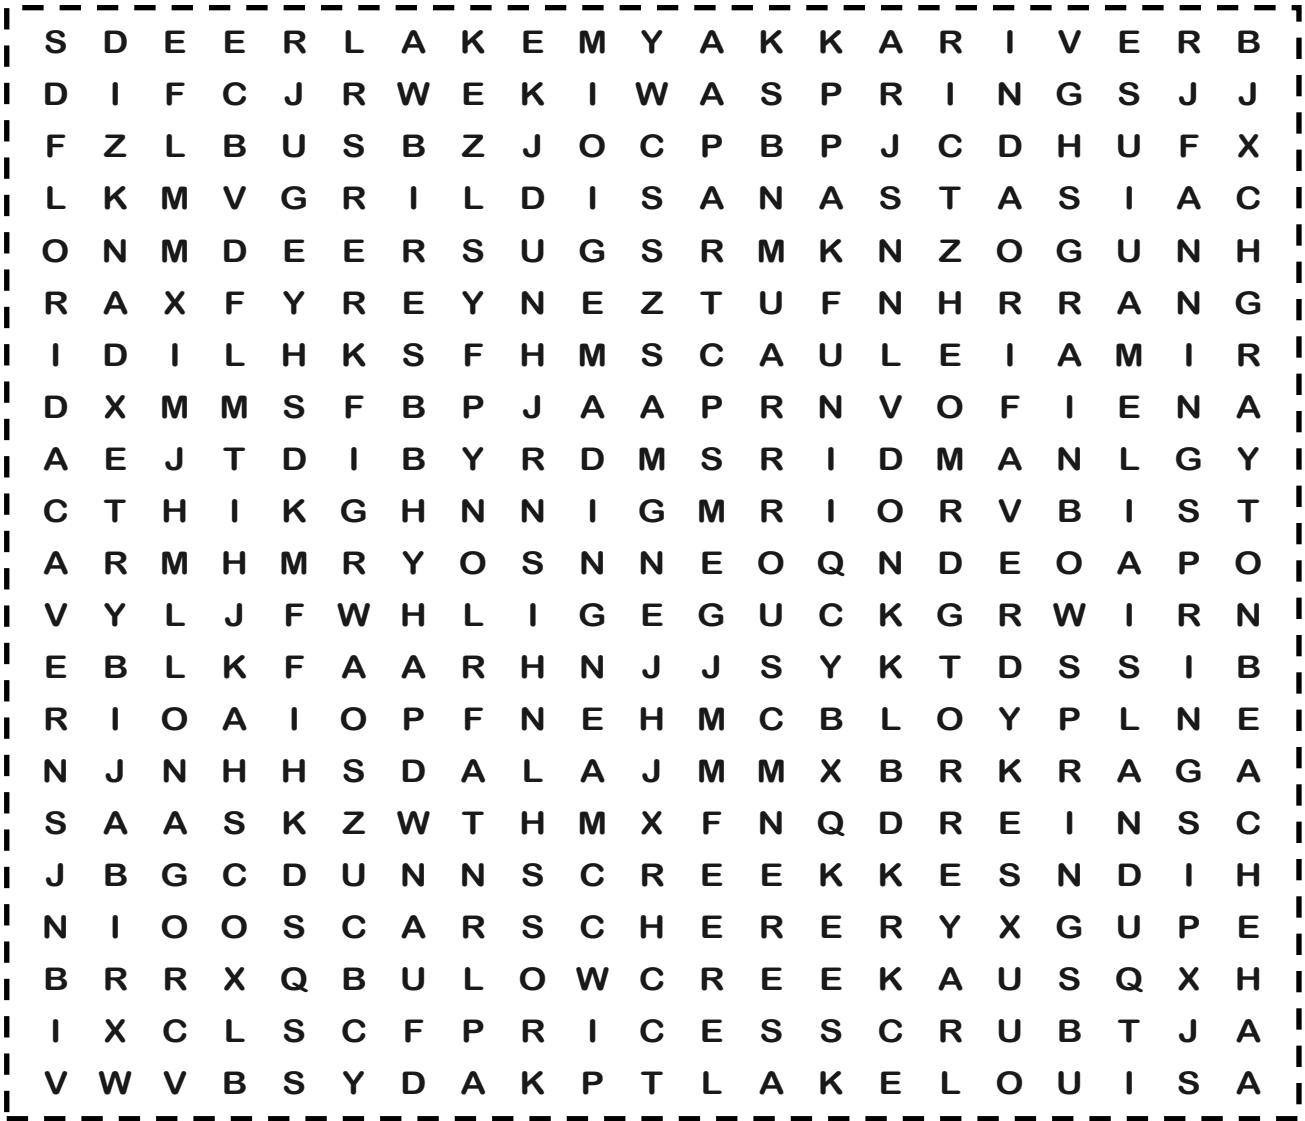 S D E E R L A K E M Y A K K A R I V E R B
D I F C J R W E K I W A S P R I N G S J J
F Z L B U S B Z J O C P B P J C D H U F X
L K M V G R I L D I S A N A S T A S I A C
O N M D E E R S U G S R M K N Z O G U N H
R A X F Y R E Y N E Z T U F N H R R A N G
I D I L H K S F H M S C A U L E I A M I R
D X M M S F B P J A A P R N V O F I E N A
A E J T D I B Y R D M S R I D M A N L G Y
C T H I K G H N N I G M R I O R V B I S T
A R M H M R Y O S N N E O Q N D E O A P O
V Y L J F W H L I G E G U C K G R W I R N
E B L K F A A R H N J J S Y K T D S S I B
R I O A I O P F N E H M C B L O Y P L N E
N J N H H S D A L A J M M X B R K R A G A
S A A S K Z W T H M X F N Q D R E I N S C
J B G C D U N N S C R E E K K E S N D I H
N I O O S C A R S C H E R E R Y X G U P E
B R R X Q B U L O W C R E E K A U S Q X H
I X C L S C F P R I C E S S C R U B T J A
V W V B S Y D A K P T L A K E L O U I S A